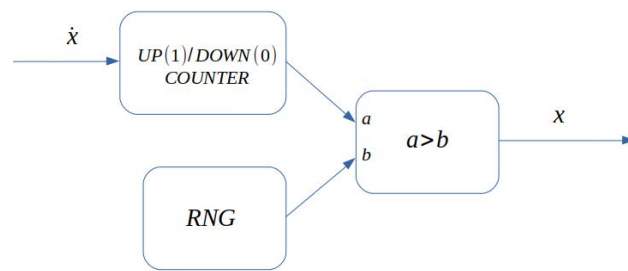 ẋ
UP(1)/DOWN(0)
COUNTER
a
b
a>b
x
RNG